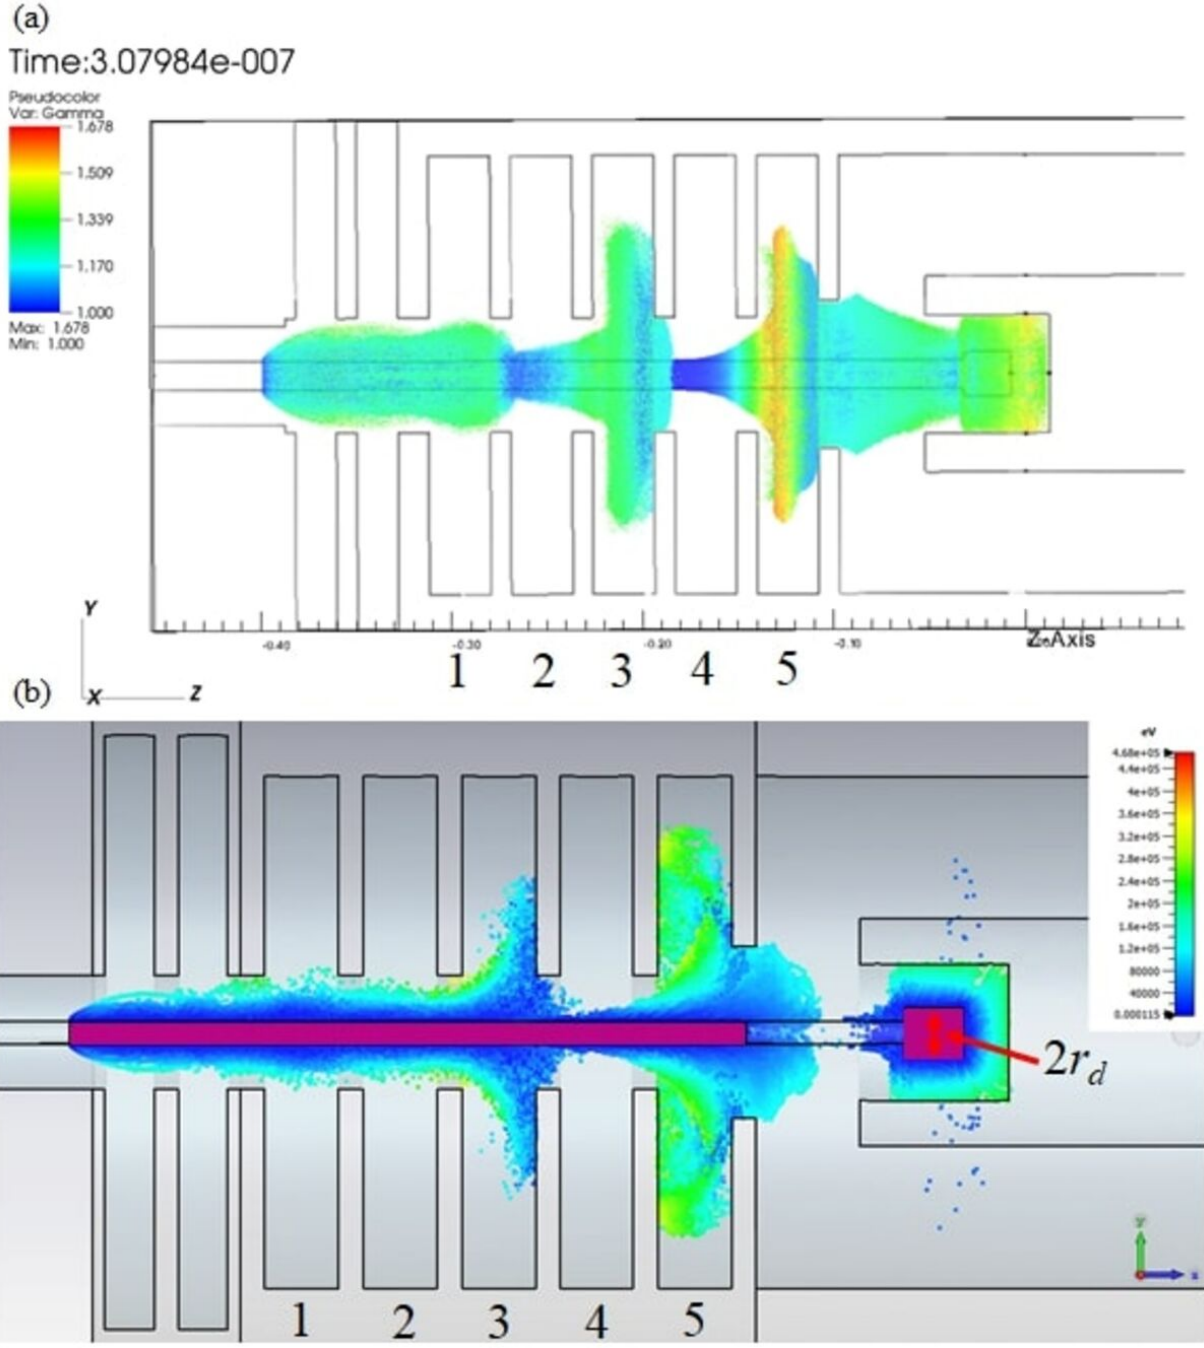 (a)
Time:3.07984e-007
Pseudocolor
Var: Gamma
1.678
1.509
1.339
1.170
1.000
Max: 1.678
Min: 1.000
Y
X Z
-0.40 -0.30 -0.20 -0.10
Z-Axis
1 2 3 4 5
(b)
eV
4.68e+05
4.4e+05
4e+05
3.6e+05
3.2e+05
2.8e+05
2.4e+05
2e+05
1.6e+05
1.2e+05
80000
40000
0.000115
2r_d
y
1 2 3 4 5